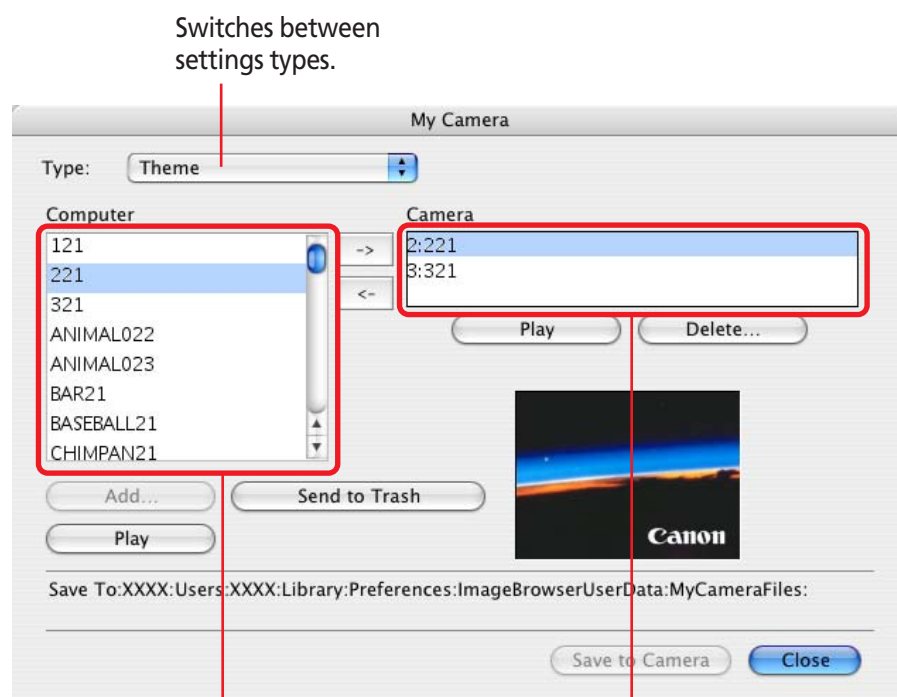 Switches between
settings types.
My Camera
Type: Theme
Computer
Camera
121
221
321
ANIMAL022
ANIMAL023
BAR21
BASEBALL21
CHIMPAN21
->
<-
2:221
3:321
Play
Delete...
Canon
Add...
Send to Trash
Play
Save To:XXXX:Users:XXXX:Library:Preferences:ImageBrowserUserData:MyCameraFiles:
Save to Camera
Close